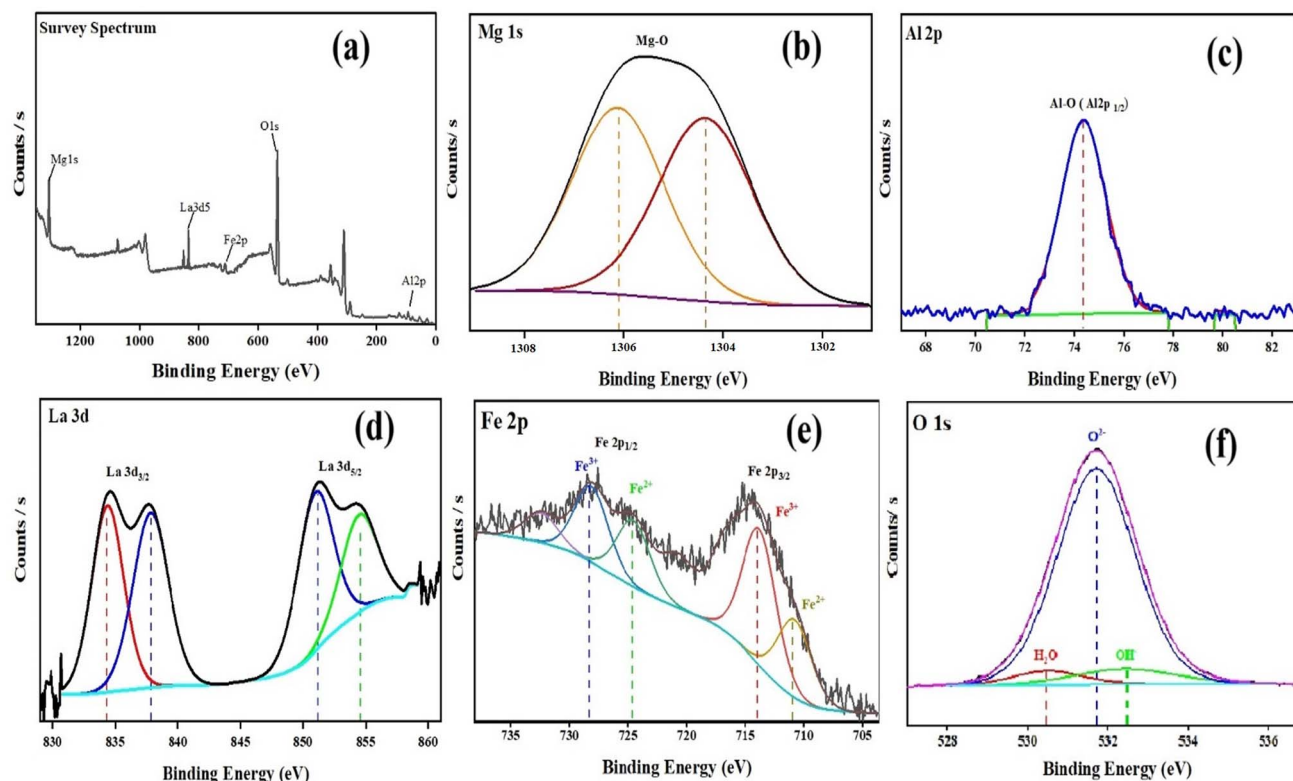 Survey Spectrum
(a)
Counts / s
Mg1s
O1s
La3d5
Fe2p
Al2p
1200 1000 800 600 400 200 0
Binding Energy (eV)
Mg 1s
(b)
Mg-O
Counts/ s
1308 1306 1304 1302
Binding Energy (eV)
Al2p
(c)
Al-O ( Al2p 1/2)
Counts/ s
68 70 72 74 76 78 80 82
Binding Energy (eV)
La 3d
(d)
La 3d3/2
La 3d5/2
Counts / s
830 835 840 845 850 855 860
Binding Energy (eV)
Fe 2p
(e)
Fe 2p1/2
Fe3+
Fe2+
Fe 2p3/2
Fe3+
Fe2+
Counts / s
735 730 725 720 715 710 705
Binding Energy (eV)
O 1s
(f)
O2-
H2O
OH
Counts / s
528 530 532 534 536
Binding Energy (eV)